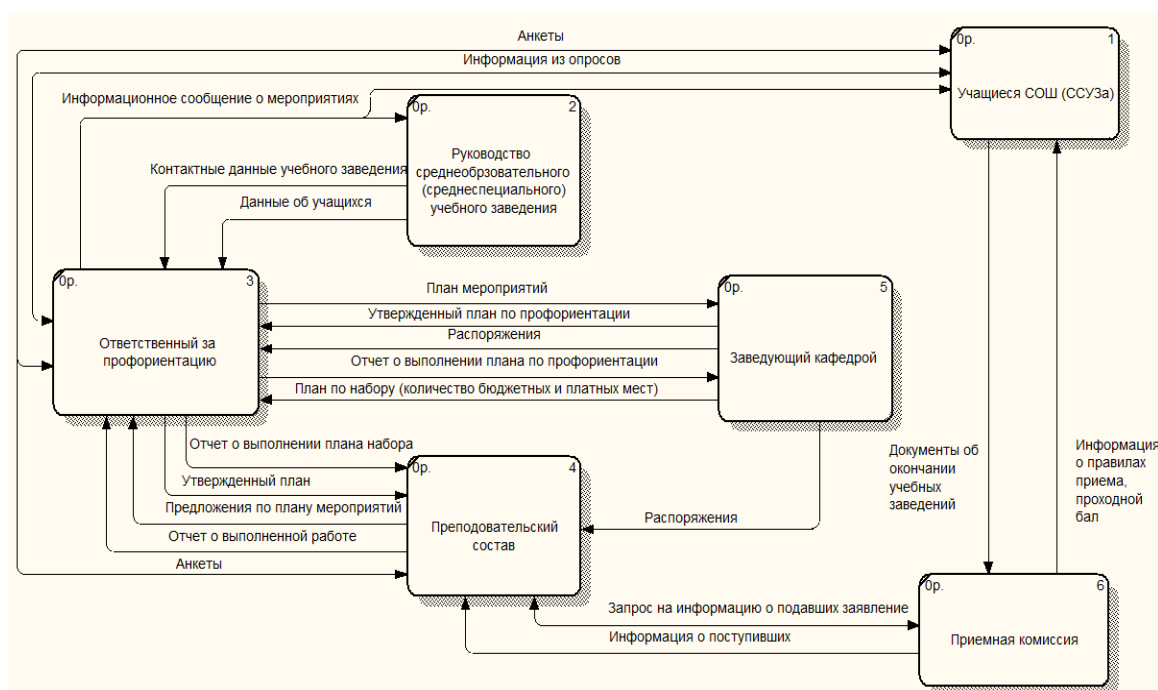 Анкеты
Информация из опросов
0р. 1
Учащиеся СОШ (ССУЗа)
Информационное сообщение о мероприятиях
0р. 2
Руководство
среднеобрзовательного
(среднеспециального)
учебного заведения
Контактные данные учебного заведения
Данные об учащихся
0р. 3
Ответственный за
профориентацию
План мероприятий
Утвержденный план по профориентации
Распоряжения
Отчет о выполнении плана по профориентации
План по набору (количество бюджетных и платных мест)
0р. 5
Заведующий кафедрой
Отчет о выполнении плана набора
Утвержденный план
Предложения по плану мероприятий
Отчет о выполненной работе
Анкеты
0р. 4
Преподовательский
состав
Распоряжения
Документы об
окончании
учебных
заведений
Информация
о правилах
приема,
проходной
бал
Запрос на информацию о подавших заявление
Информация о поступивших
0р. 6
Приемная комиссия